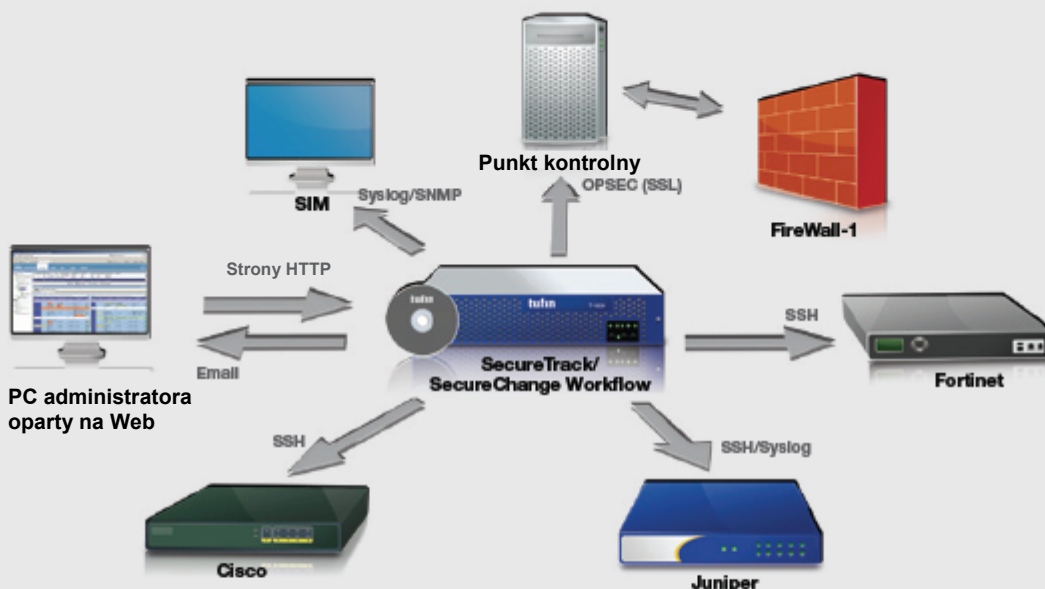 Punkt kontrolny
OPSEC (SSL)
SIM
Syslog/SNMP
FireWall-1
Strony HTTP
tufin
tufin
SSH
SecureTrack/
SecureChange Workflow
Email
Fortinet
PC administratora
oparty na Web
SSH
SSH/Syslog
Cisco
Juniper